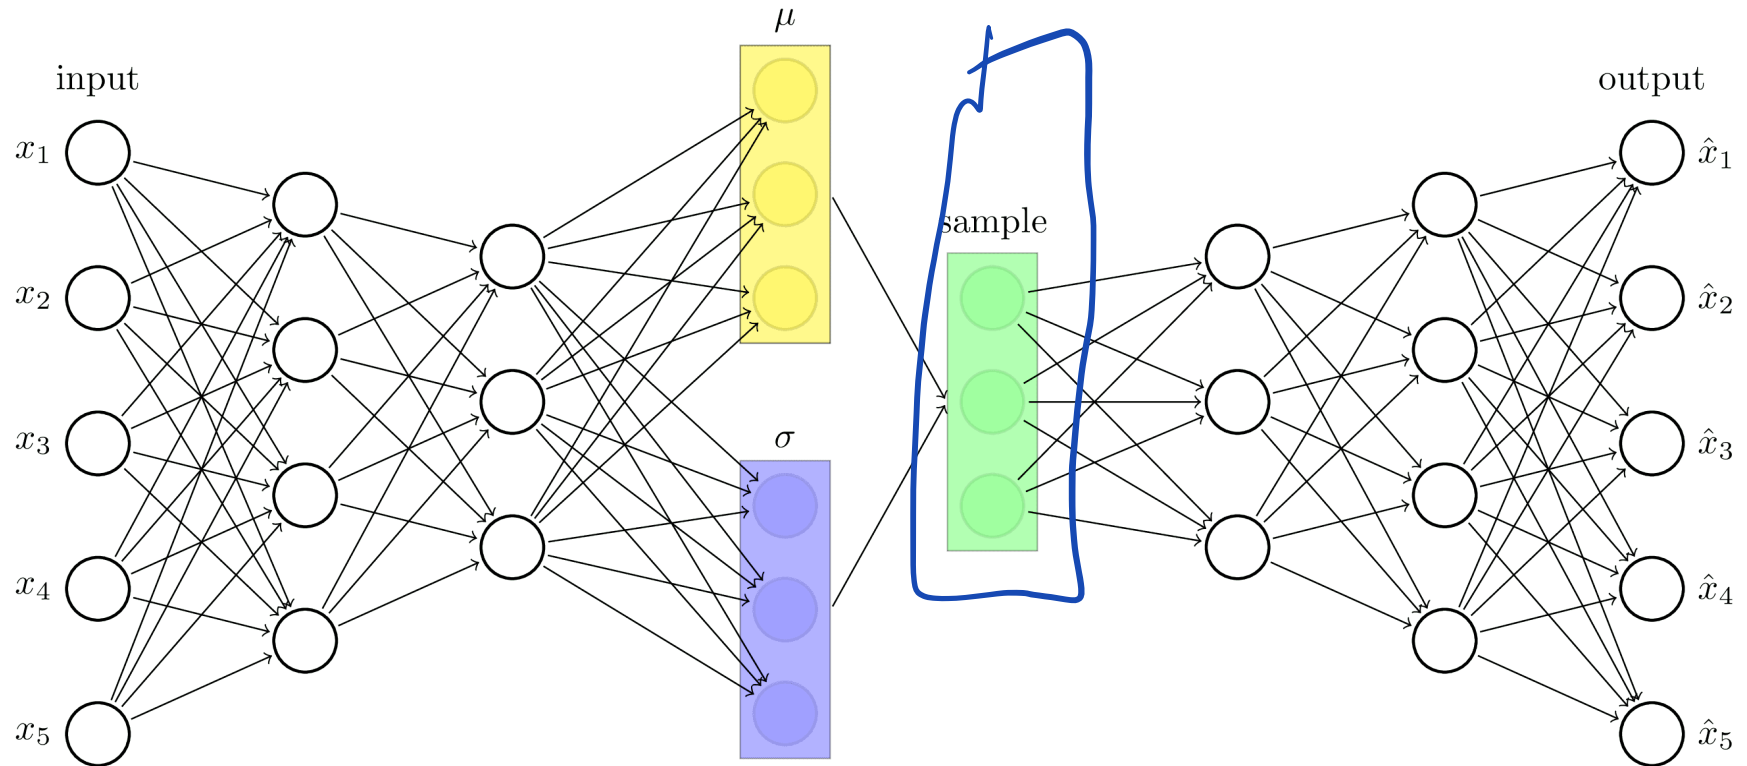 μ
input
output
x₁
x̂₁
sample
x₂
x̂₂
σ
x₃
x̂₃
x₄
x̂₄
x₅
x̂₅